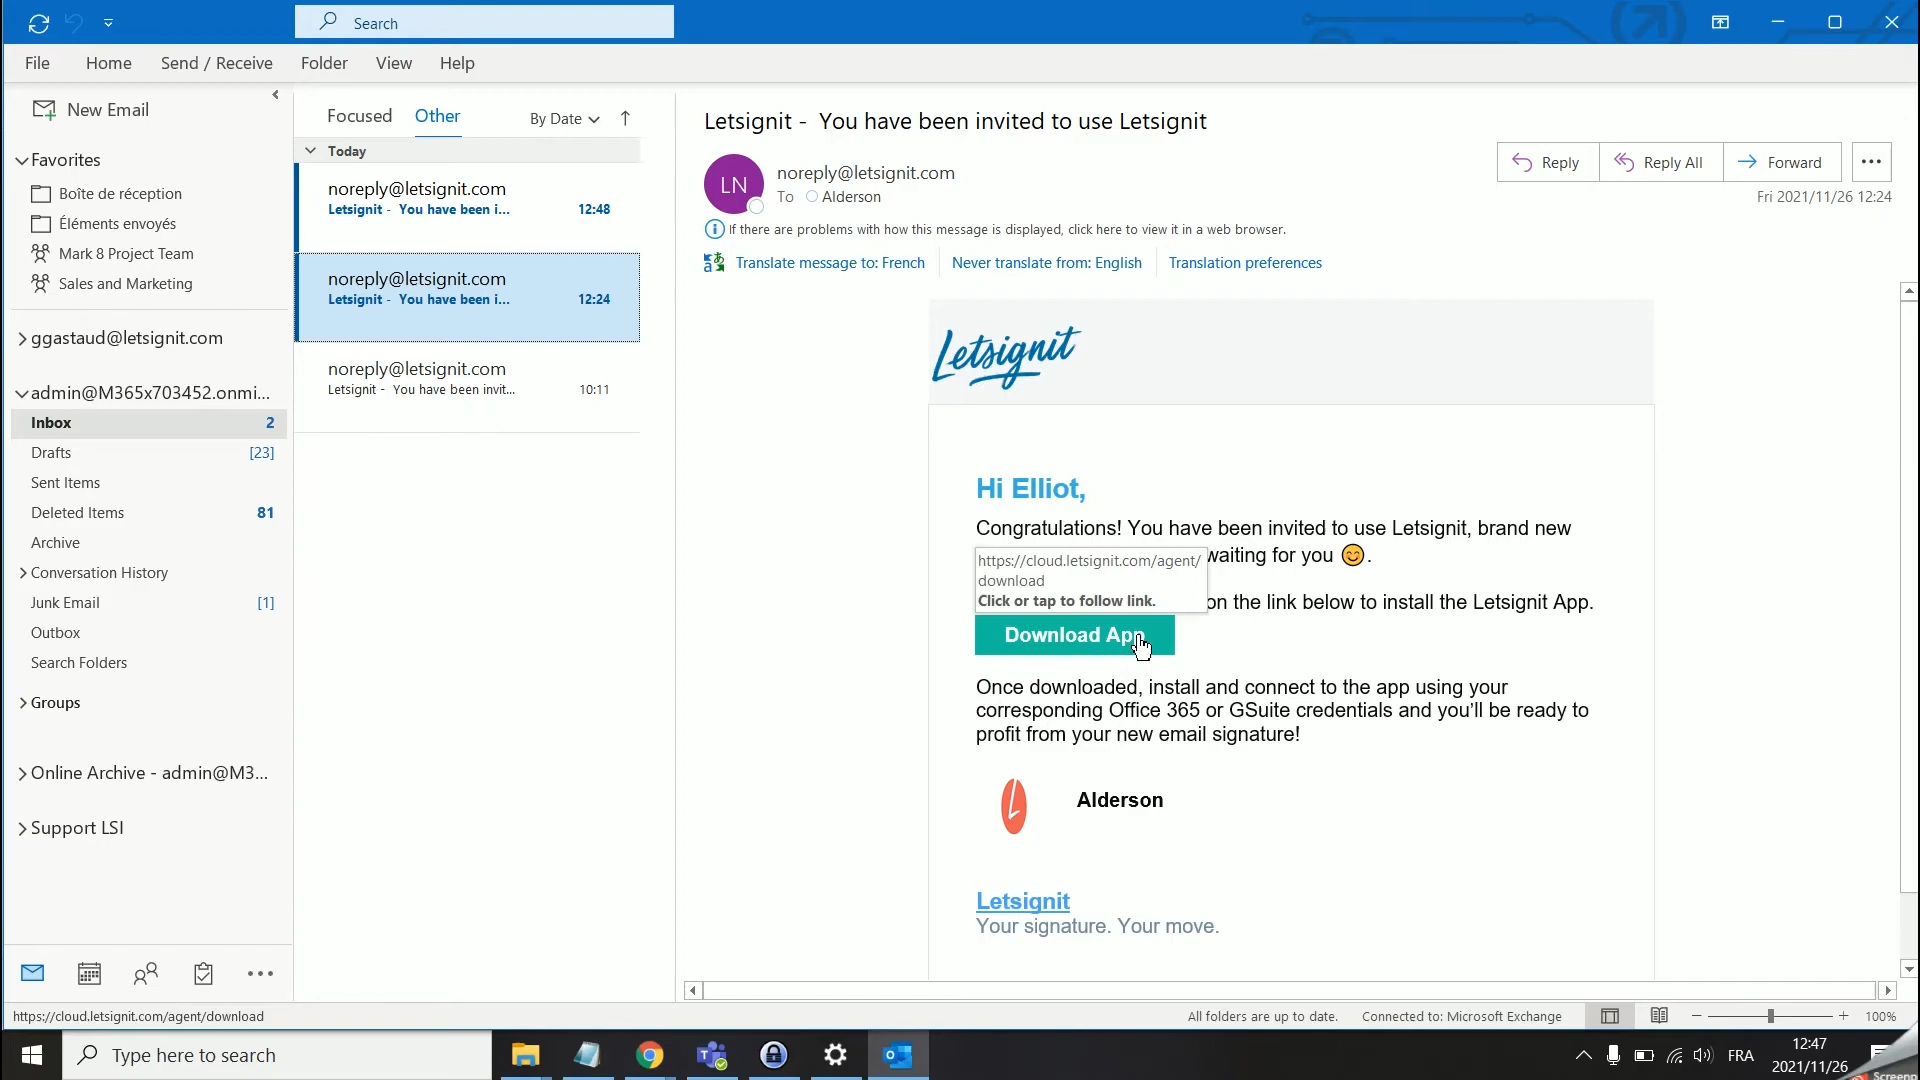 Search
File
Home
Send / Receive
Folder
View
Help
New Email
Favorites
Boîte de réception
Éléments envoyés
Mark 8 Project Team
Sales and Marketing
ggastaud@letsignit.com
admin@M365x703452.onmi...
Inbox 2
Drafts [23]
Sent Items
Deleted Items 81
Archive
Conversation History
Junk Email [1]
Outbox
Search Folders
Groups
Online Archive - admin@M3...
Support LSI
Focused Other By Date
Today
noreply@letsignit.com
Letsignit - You have been i... 12:48
noreply@letsignit.com
Letsignit - You have been i... 12:24
noreply@letsignit.com
Letsignit - You have been invit... 10:11
Letsignit - You have been invited to use Letsignit
LN
noreply@letsignit.com
To Alderson
Reply
Reply All
Forward
Fri 2021/11/26 12:24
If there are problems with how this message is displayed, click here to view it in a web browser.
Translate message to: French
Never translate from: English
Translation preferences
Letsignit
Hi Elliot,
Congratulations! You have been invited to use Letsignit, brand new
waiting for you 😊.
https://cloud.letsignit.com/agent/
download
Click or tap to follow link.
on the link below to install the Letsignit App.
Download App
Once downloaded, install and connect to the app using your
corresponding Office 365 or GSuite credentials and you'll be ready to
profit from your new email signature!
Alderson
Letsignit
Your signature. Your move.
https://cloud.letsignit.com/agent/download
All folders are up to date.
Connected to: Microsoft Exchange
100%
Type here to search
FRA
12:47
2021/11/26